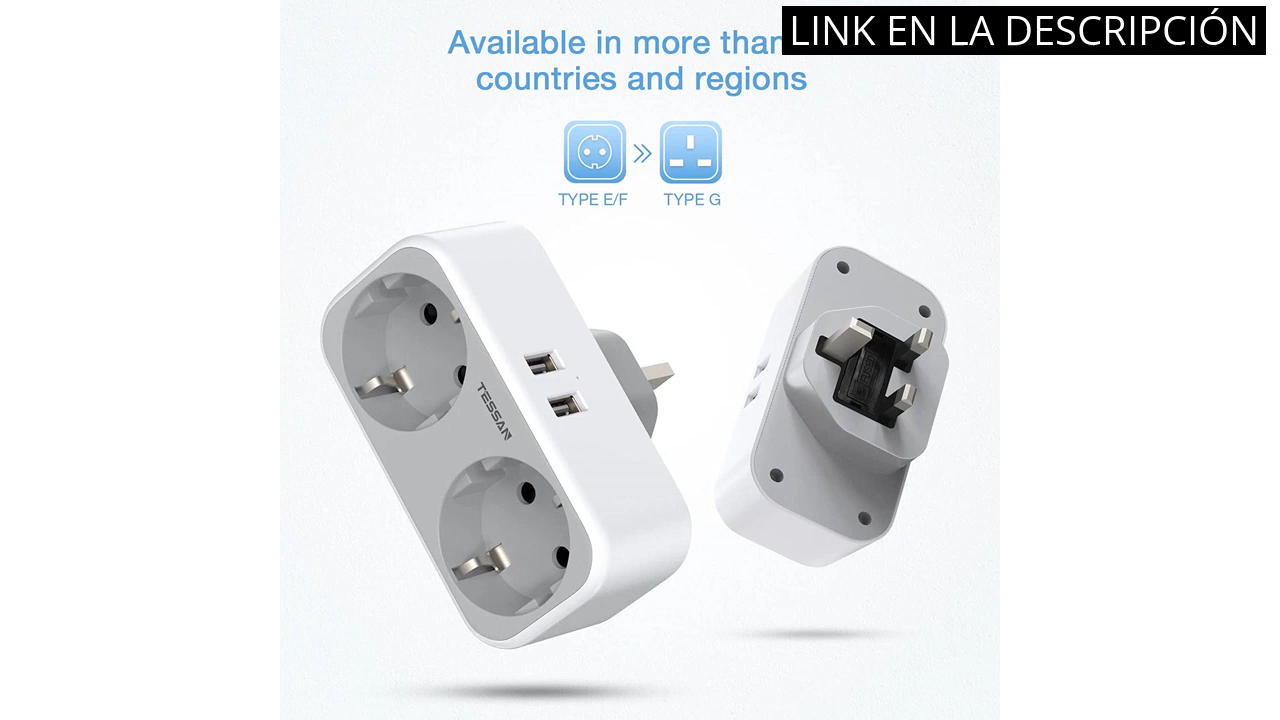 Available in more than
LINK EN LA DESCRIPCIÓN
countries and regions
TYPE E/F
TYPE G
TESSAN